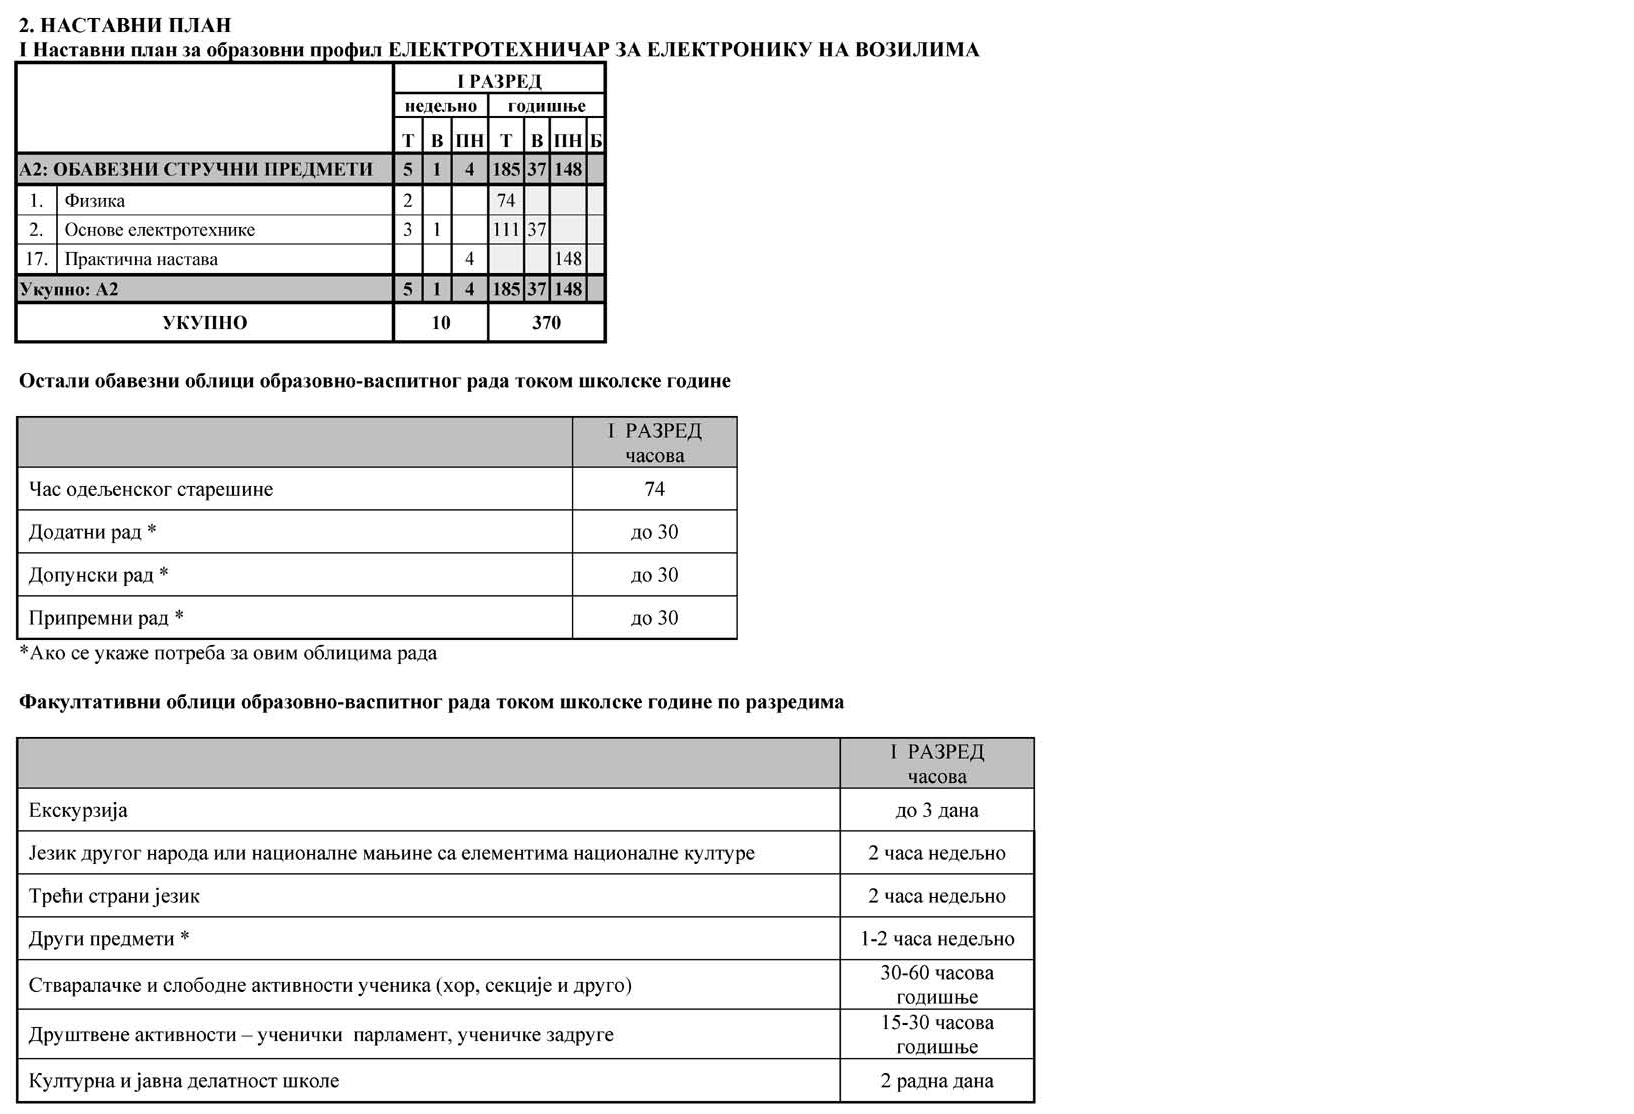 2. НАСТАВНИ ПЛАН
I Наставни план за образовни профил ЕЛЕКТРОТЕХНИЧАР ЗА ЕЛЕКТРОНИКУ НА ВОЗИЛИМА
I РАЗРЕД
недељно годишње
Т В ПН Т В ПН Б
А2: ОБАВЕЗНИ СТРУЧНИ ПРЕДМЕТИ 5 1 4 185 37 148
1. Физика 2 74
2. Основе електротехнике 3 1 111 37
17. Практична настава 4 148
Укупно: А2 5 1 4 185 37 148
УКУПНО 10 370
Остали обавезни облици образовно-васпитног рада током школске године
I РАЗРЕД
часова
Час одељенског старешине 74
Додатни рад * до 30
Допунски рад * до 30
Припремни рад * до 30
*Ако се укаже потреба за овим облицима рада
Факултативни облици образовно-васпитног рада током школске године по разредима
I РАЗРЕД
часова
Екскурзија до 3 дана
Језик другог народа или националне мањине са елементима националне културе 2 часа недељно
Трећи страни језик 2 часа недељно
Други предмети * 1-2 часа недељно
Стваралачке и слободне активности ученика (хор, секције и друго) 30-60 часова
годишње
Друштвене активности – ученички парламент, ученичке задруге 15-30 часова
годишње
Културна и јавна делатност школе 2 радна дана